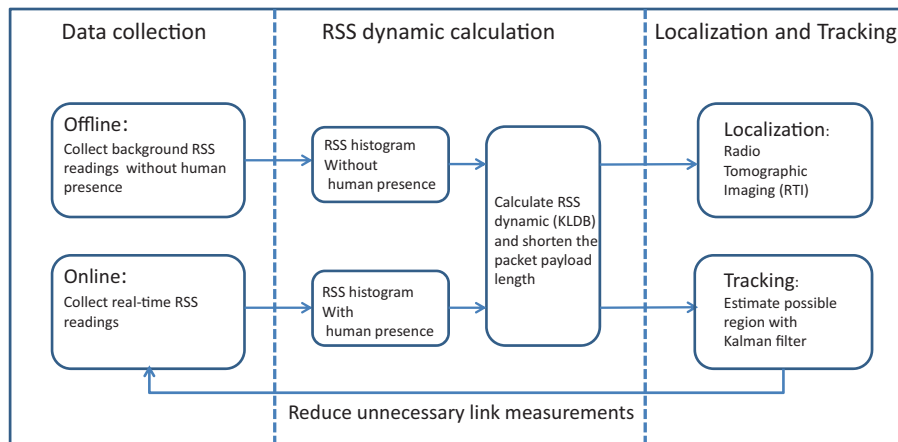 Data collection
RSS dynamic calculation
Localization and Tracking
Offline:
Collect background RSS
readings without human
presence
RSS histogram
Without
human presence
Calculate RSS
dynamic (KLDB)
and shorten the
packet payload
length
Localization:
Radio
Tomographic
Imaging (RTI)
Online:
Collect real-time RSS
readings
RSS histogram
With
human presence
Tracking:
Estimate possible
region with
Kalman filter
Reduce unnecessary link measurements